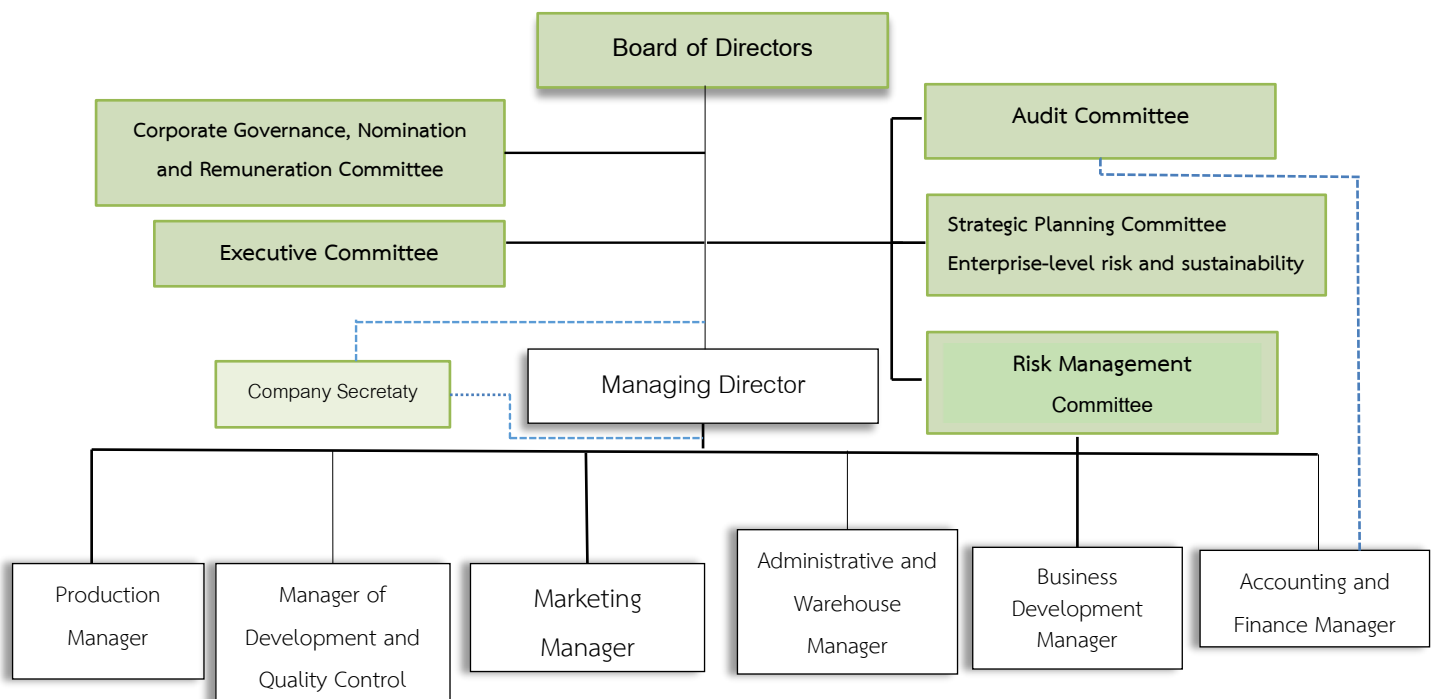 Board of Directors
Corporate Governance, Nomination
and Remuneration Committee
Audit Committee
Executive Committee
Strategic Planning Committee
Enterprise-level risk and sustainability
Company Secretaty
Managing Director
Risk Management
Committee
Production
Manager
Manager of
Development and
Quality Control
Marketing
Manager
Administrative and
Warehouse
Manager
Business
Development
Manager
Accounting and
Finance Manager